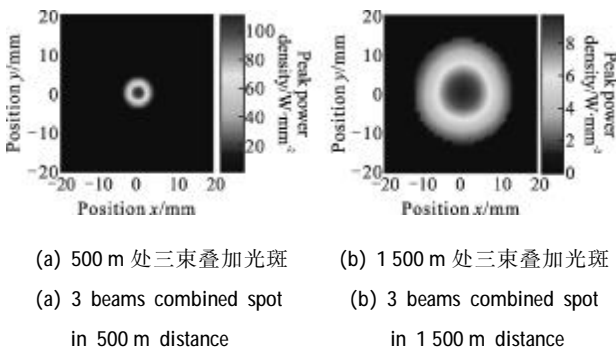 20
10
0
−10
−20
Position y/mm
−20 −10 0 10 20
Position x/mm
100
80
60
40
20
Peak power
density/W·mm⁻²
20
10
0
−10
−20
Position y/mm
−20 −10 0 10 20
Position x/mm
8
6
4
2
0
Peak power
density/W·mm⁻²
(a) 500 m 处三束叠加光斑
(a) 3 beams combined spot
in 500 m distance
(b) 1 500 m 处三束叠加光斑
(b) 3 beams combined spot
in 1 500 m distance